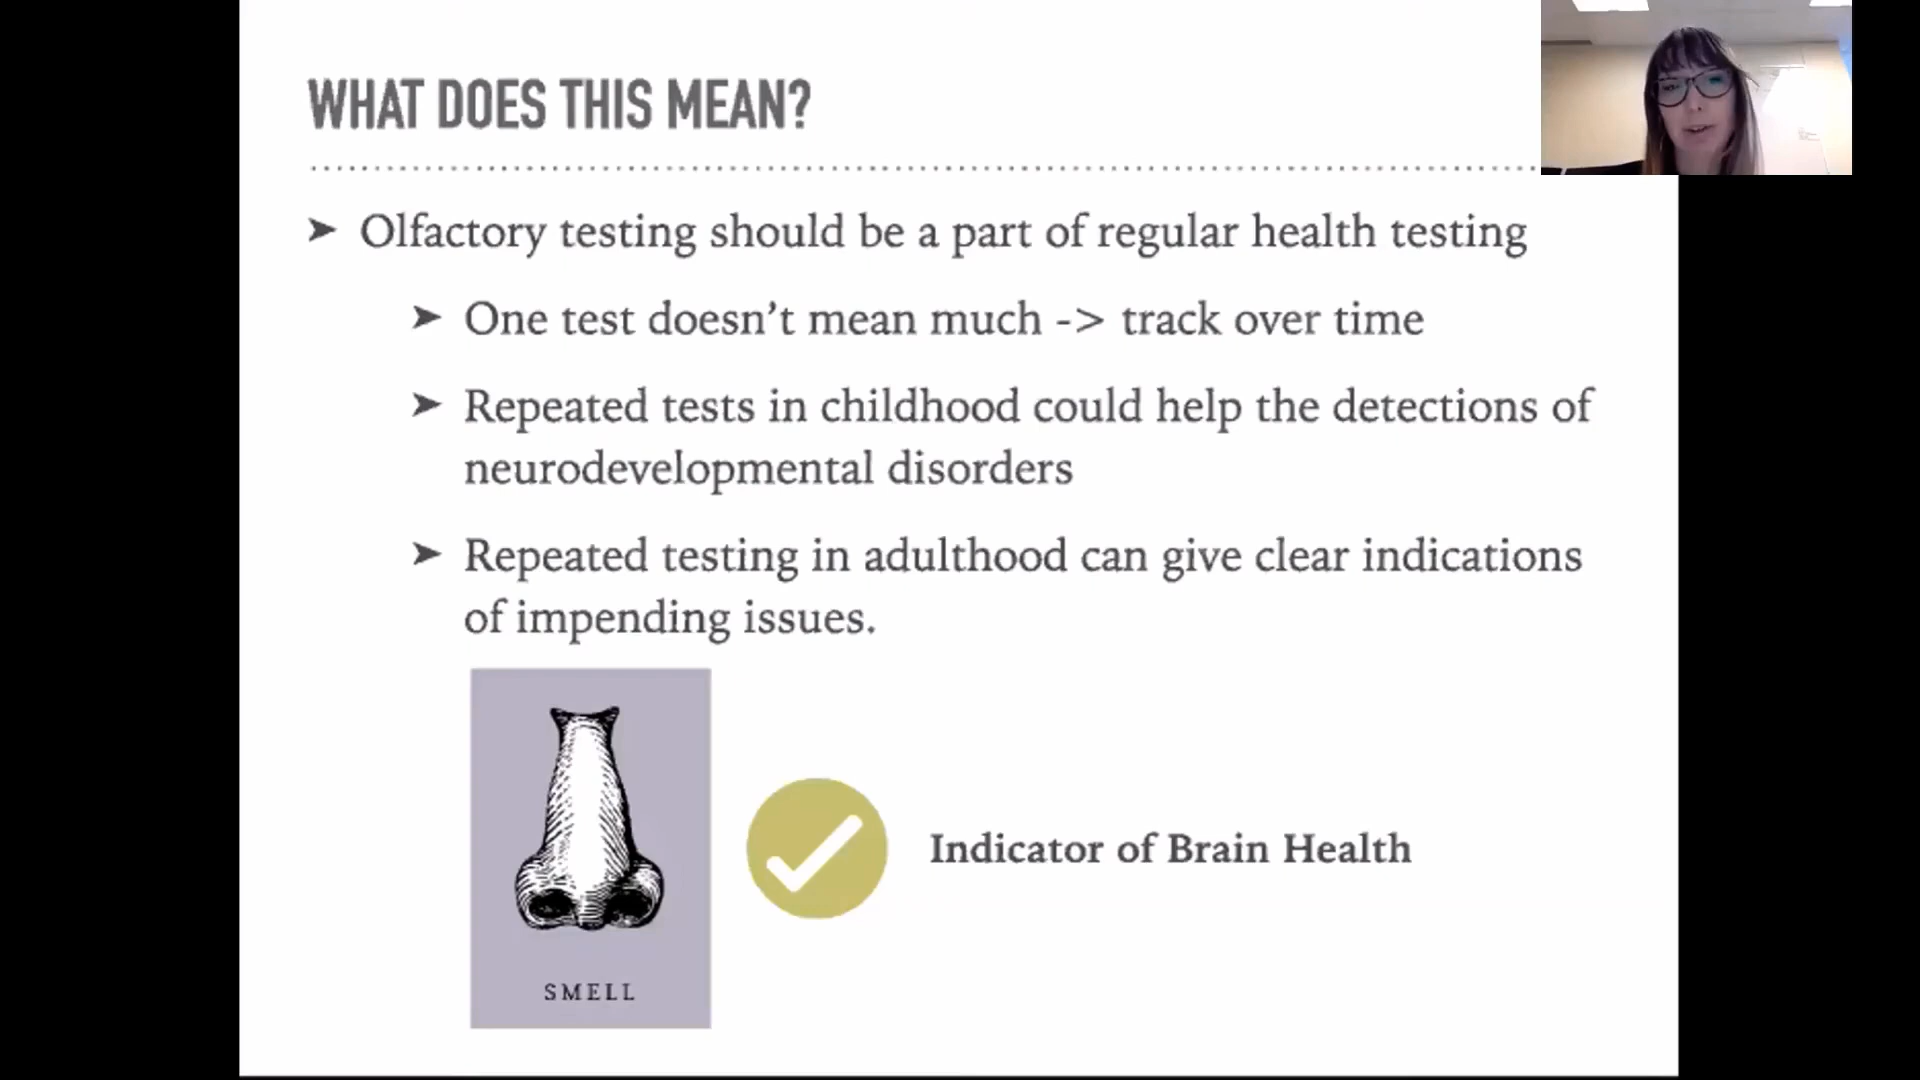 WHAT DOES THIS MEAN?
➤ Olfactory testing should be a part of regular health testing
➤ One test doesn’t mean much -> track over time
➤ Repeated tests in childhood could help the detections of
neurodevelopmental disorders
➤ Repeated testing in adulthood can give clear indications
of impending issues.
Indicator of Brain Health
SMELL